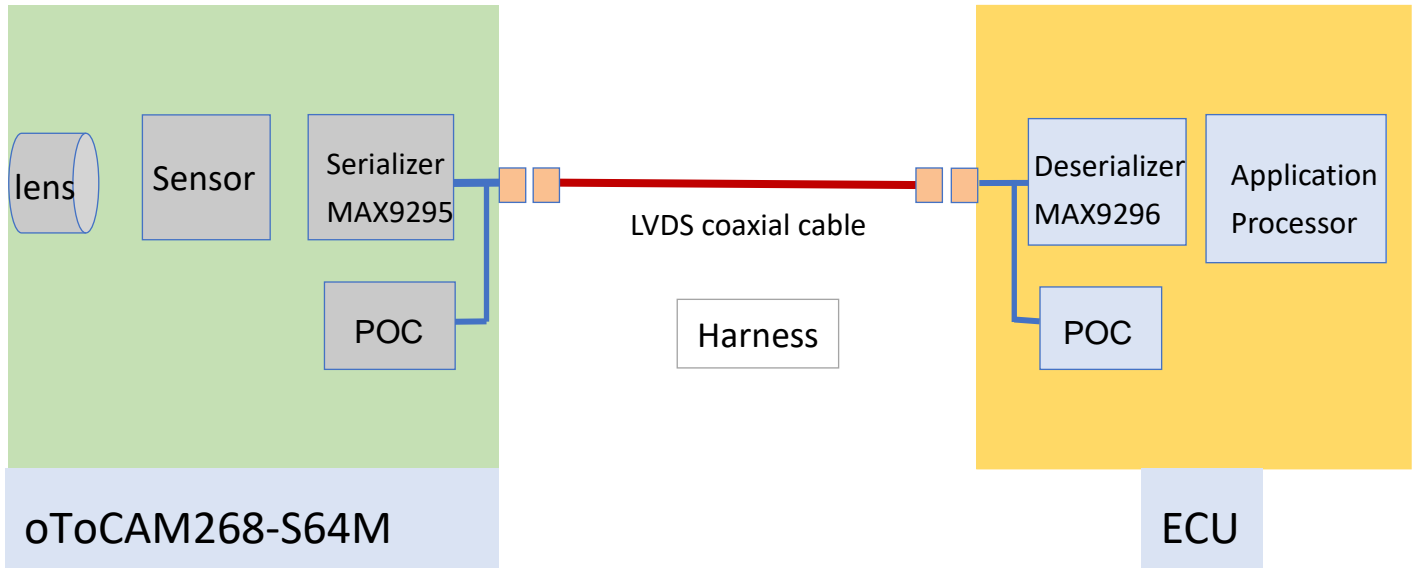 lens
Sensor
Serializer
MAX9295
POC
LVDS coaxial cable
Harness
Deserializer
MAX9296
POC
Application
Processor
oToCAM268-S64M
ECU